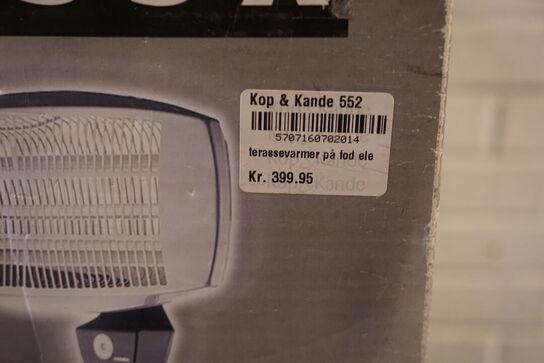 Kop & Kande 552
5707160702014
terassevarmer på fod ele
Kr. 399.95